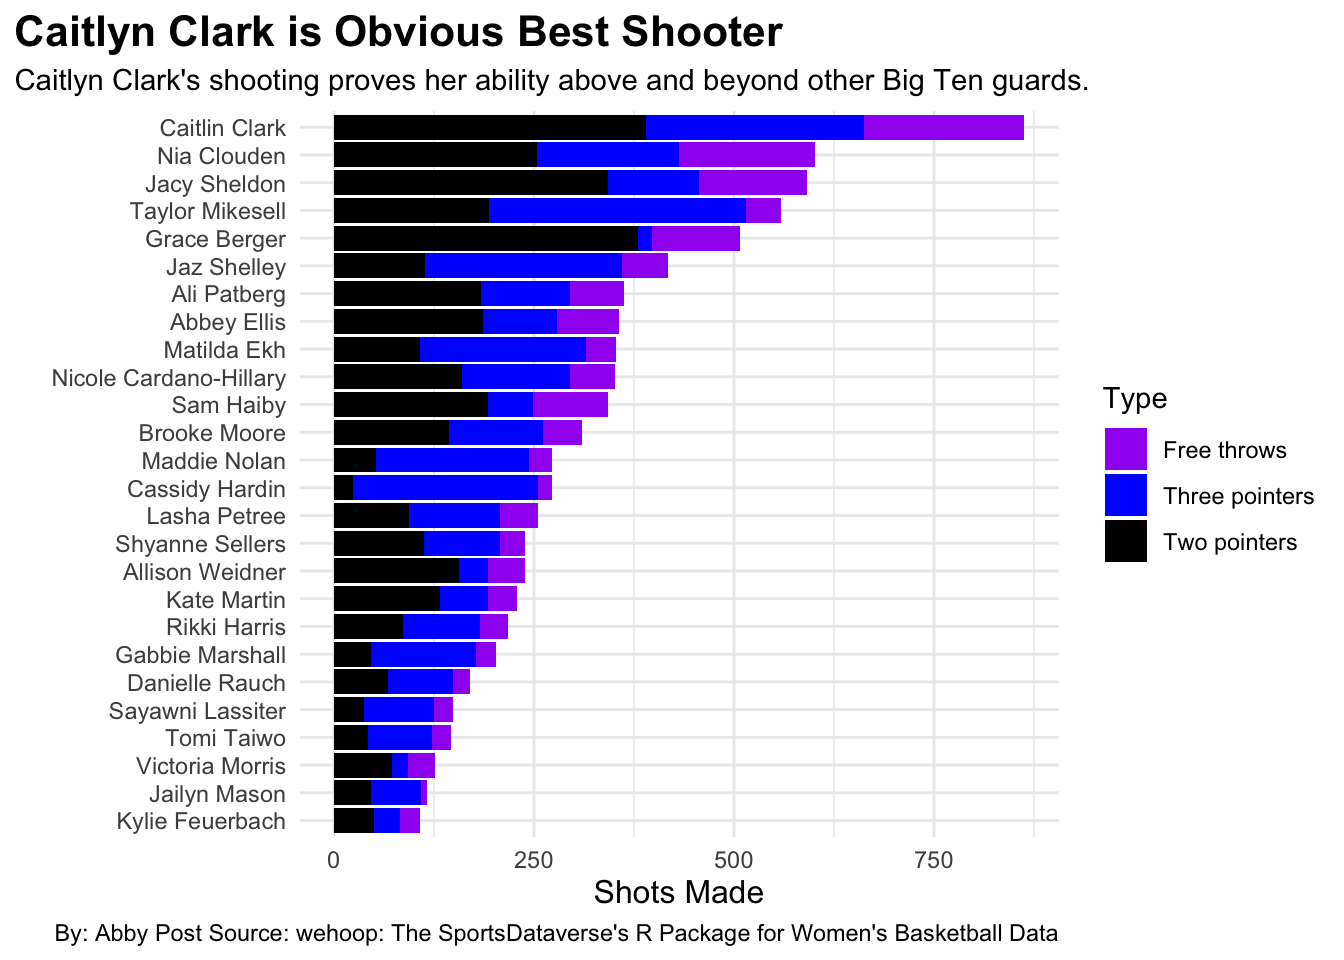 Caitlyn Clark is Obvious Best Shooter
Caitlyn Clark's shooting proves her ability above and beyond other Big Ten guards.
Caitlin Clark
Nia Clouden
Jacy Sheldon
Taylor Mikesell
Grace Berger
Jaz Shelley
Ali Patberg
Abbey Ellis
Matilda Ekh
Nicole Cardano-Hillary
Sam Haiby
Brooke Moore
Maddie Nolan
Cassidy Hardin
Lasha Petree
Shyanne Sellers
Allison Weidner
Kate Martin
Rikki Harris
Gabbie Marshall
Danielle Rauch
Sayawni Lassiter
Tomi Taiwo
Victoria Morris
Jailyn Mason
Kylie Feuerbach
0 250 500 750
Shots Made
Type
Free throws
Three pointers
Two pointers
By: Abby Post Source: wehoop: The SportsDataverse's R Package for Women's Basketball Data